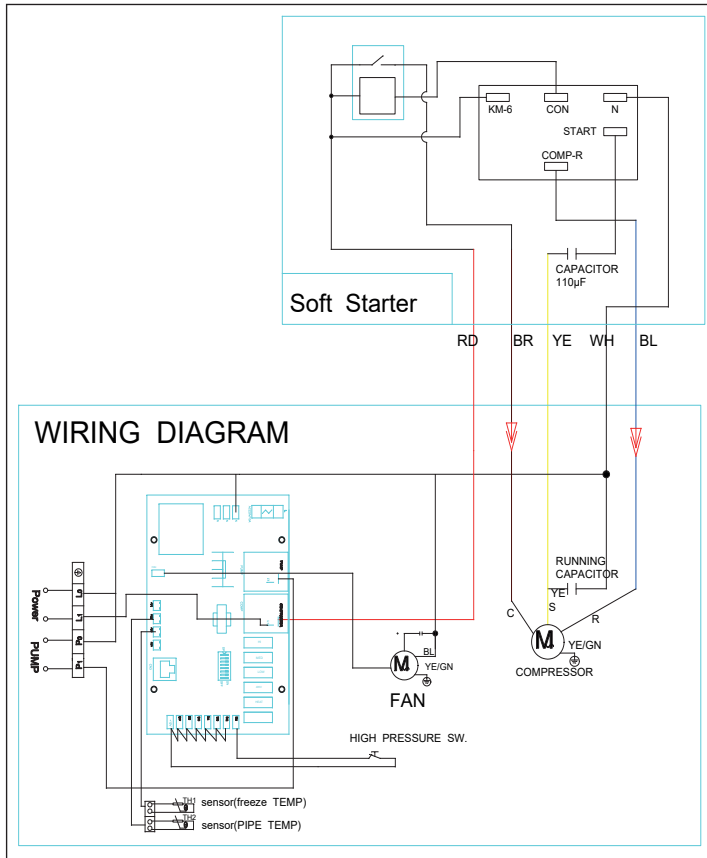 KM-6
CON
N
START
COMP-R
CAPACITOR
110μF
Soft Starter
RD
BR
YE
WH
BL
WIRING DIAGRAM
Power
PUMP
L0
L1
P0
P1
RUNNING
CAPACITOR
YE
C
S
R
M
YE/GN
COMPRESSOR
BL
M
YE/GN
FAN
HIGH PRESSURE SW.
TH1
sensor(freeze TEMP)
TH2
sensor(PIPE TEMP)